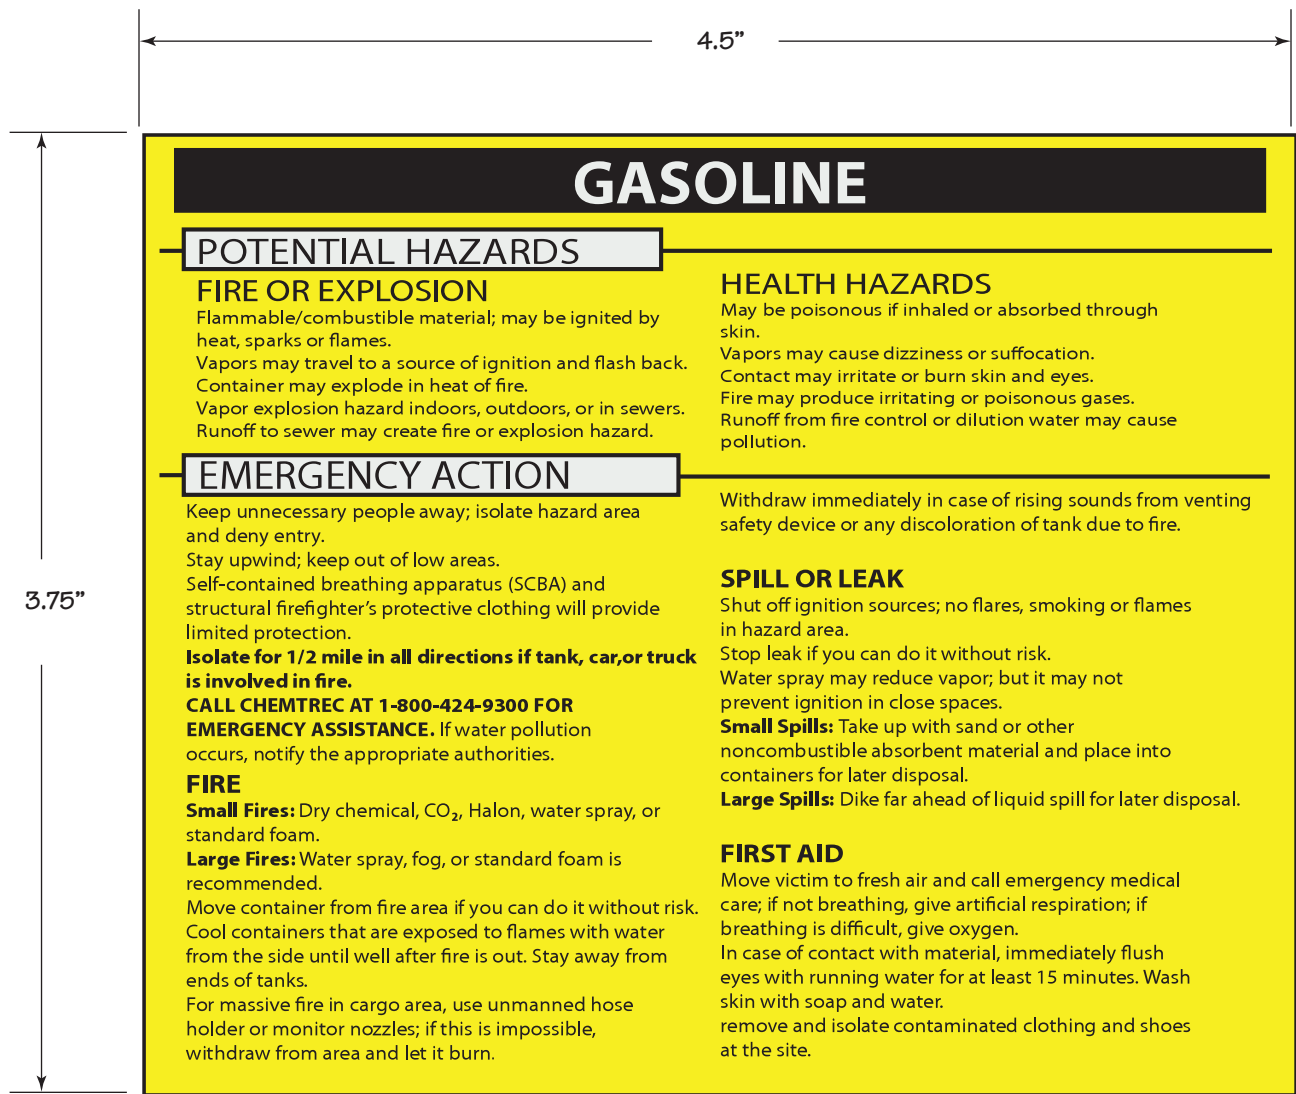 4.5”
3.75”
GASOLINE
POTENTIAL HAZARDS
FIRE OR EXPLOSION
Flammable/combustible material; may be ignited by
heat, sparks or flames.
Vapors may travel to a source of ignition and flash back.
Container may explode in heat of fire.
Vapor explosion hazard indoors, outdoors, or in sewers.
Runoff to sewer may create fire or explosion hazard.
HEALTH HAZARDS
May be poisonous if inhaled or absorbed through
skin.
Vapors may cause dizziness or suffocation.
Contact may irritate or burn skin and eyes.
Fire may produce irritating or poisonous gases.
Runoff from fire control or dilution water may cause
pollution.
EMERGENCY ACTION
Keep unnecessary people away; isolate hazard area
and deny entry.
Stay upwind; keep out of low areas.
Self-contained breathing apparatus (SCBA) and
structural firefighter’s protective clothing will provide
limited protection.
Isolate for 1/2 mile in all directions if tank, car,or truck
is involved in fire.
CALL CHEMTREC AT 1-800-424-9300 FOR
EMERGENCY ASSISTANCE. If water pollution
occurs, notify the appropriate authorities.
FIRE
Small Fires: Dry chemical, CO₂, Halon, water spray, or
standard foam.
Large Fires: Water spray, fog, or standard foam is
recommended.
Move container from fire area if you can do it without risk.
Cool containers that are exposed to flames with water
from the side until well after fire is out. Stay away from
ends of tanks.
For massive fire in cargo area, use unmanned hose
holder or monitor nozzles; if this is impossible,
withdraw from area and let it burn.
Withdraw immediately in case of rising sounds from venting
safety device or any discoloration of tank due to fire.
SPILL OR LEAK
Shut off ignition sources; no flares, smoking or flames
in hazard area.
Stop leak if you can do it without risk.
Water spray may reduce vapor; but it may not
prevent ignition in close spaces.
Small Spills: Take up with sand or other
noncombustible absorbent material and place into
containers for later disposal.
Large Spills: Dike far ahead of liquid spill for later disposal.
FIRST AID
Move victim to fresh air and call emergency medical
care; if not breathing, give artificial respiration; if
breathing is difficult, give oxygen.
In case of contact with material, immediately flush
eyes with running water for at least 15 minutes. Wash
skin with soap and water.
remove and isolate contaminated clothing and shoes
at the site.